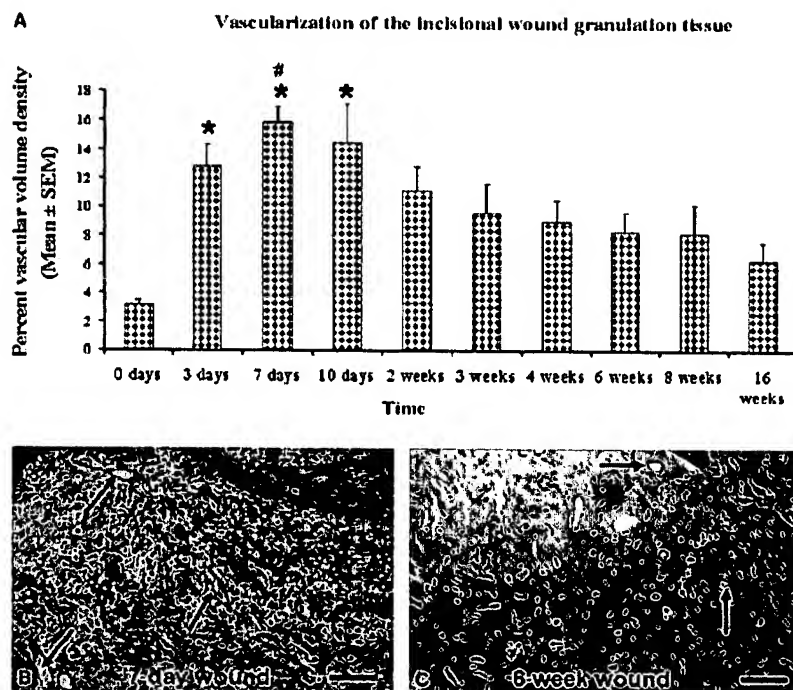 A
Vascularization of the incisional wound granulation tissue
Percent vascular volume density
(Mean ± SEM)
18
16
14
12
10
8
6
4
2
0
*
#
*
*
0 days 3 days 7 days 10 days 2 weeks 3 weeks 4 weeks 6 weeks 8 weeks 16 weeks
Time
B 7-day wound
C 6-week wound